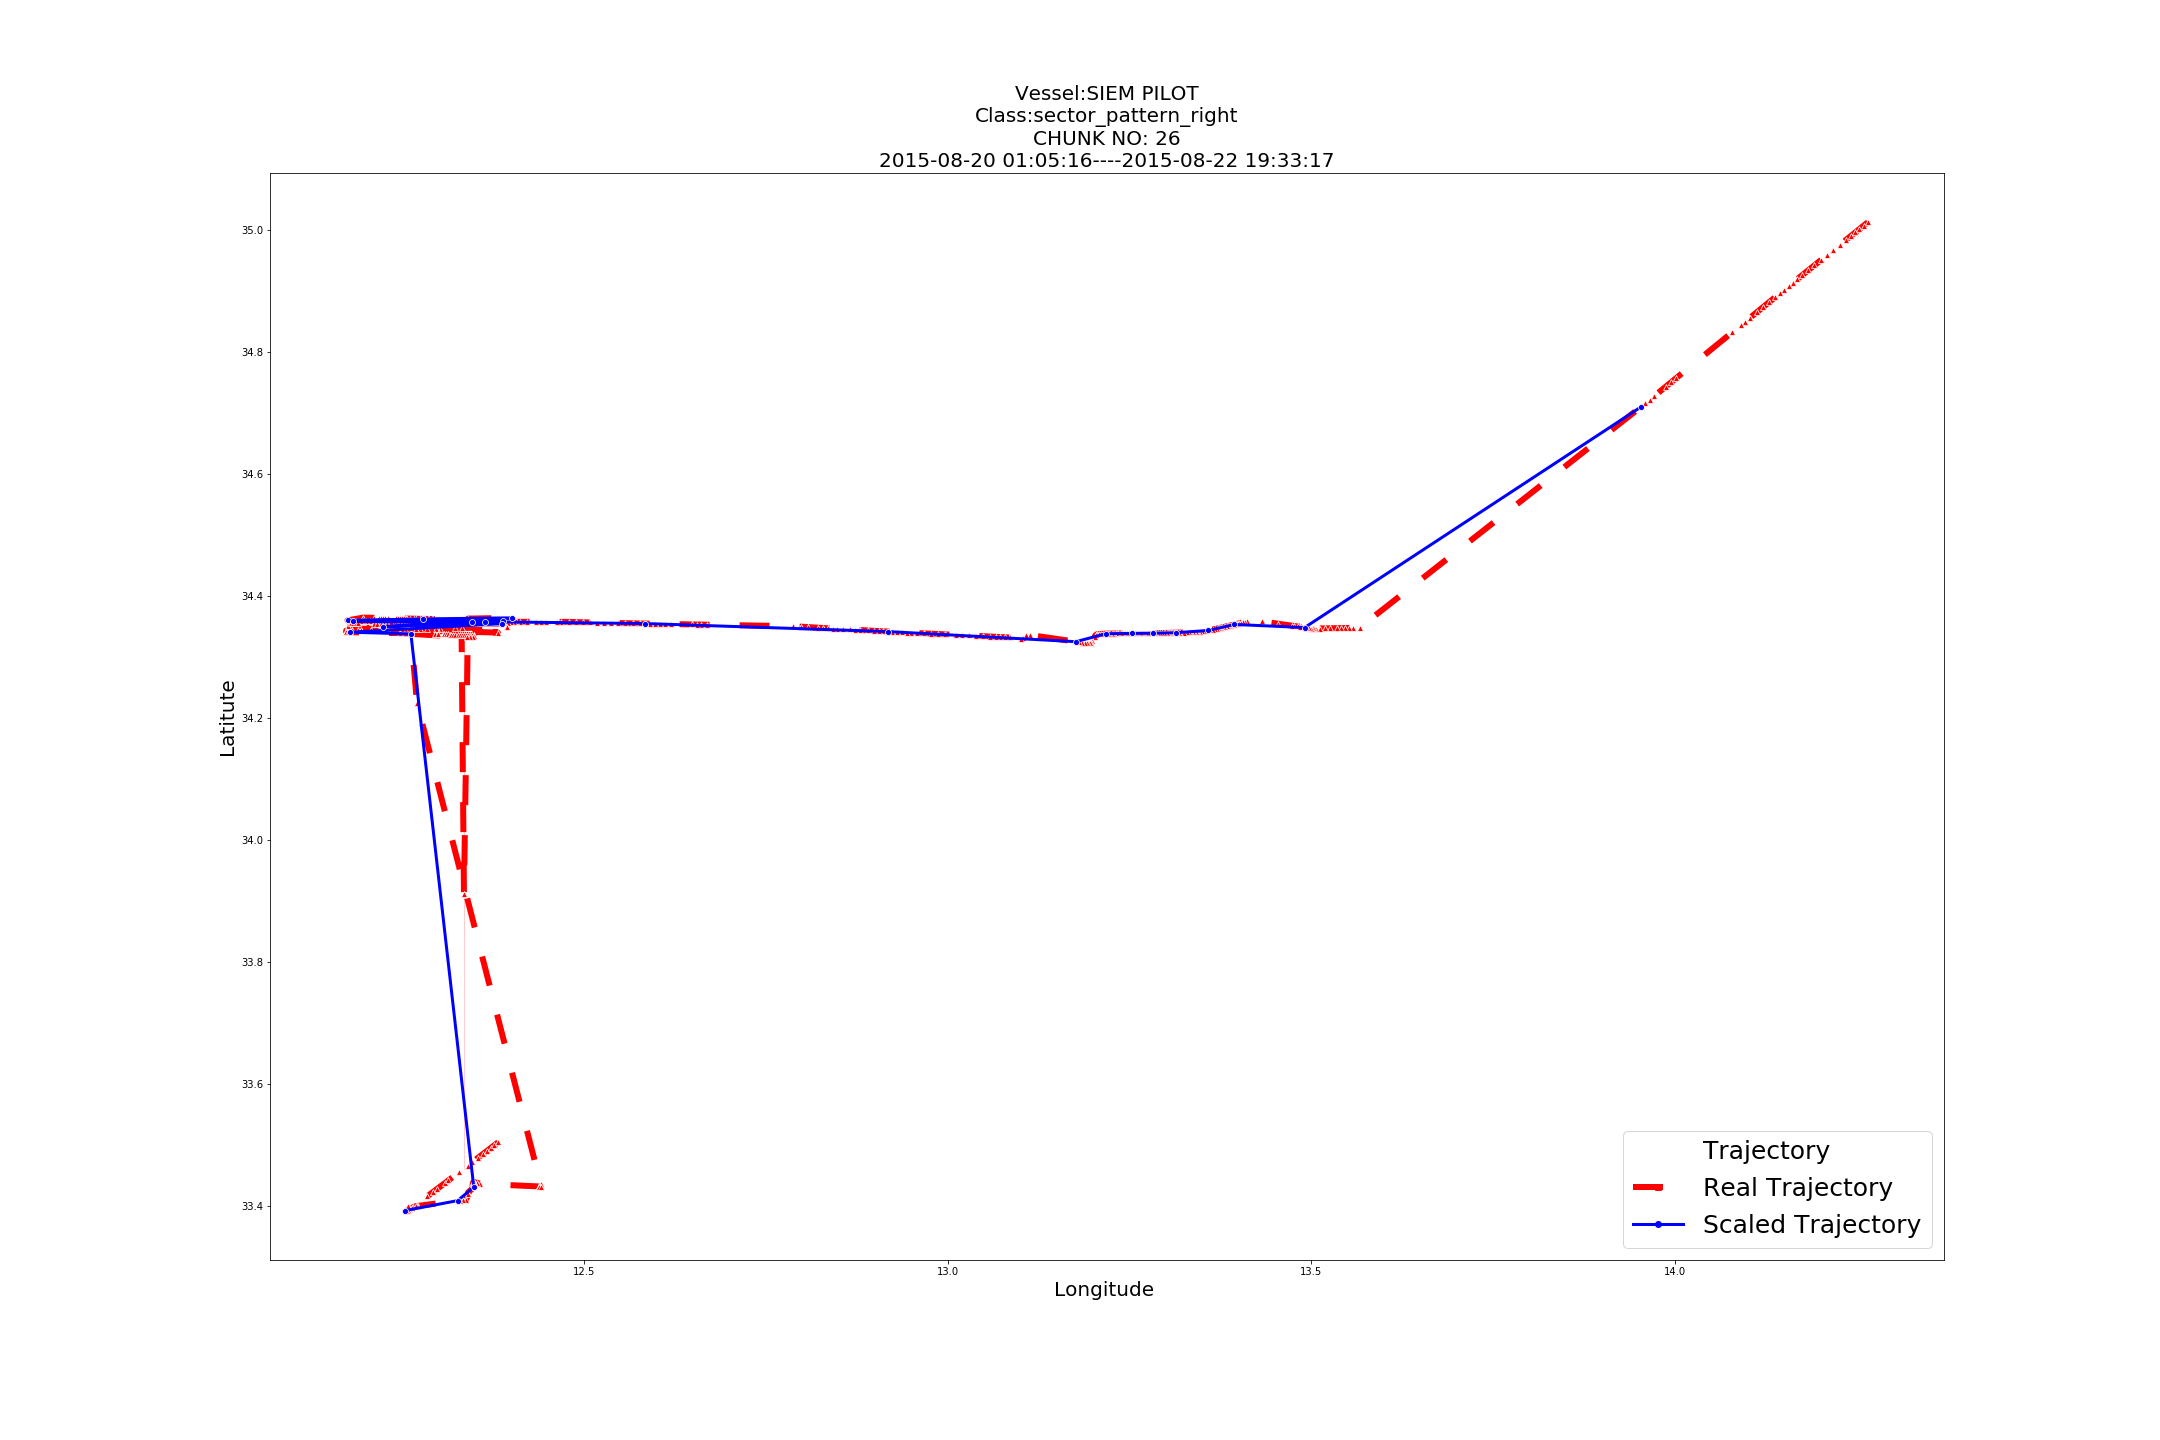 Vessel:SIEM PILOT
Class:sector_pattern_right
CHUNK NO: 26
2015-08-20 01:05:16----2015-08-22 19:33:17
35.0
34.8
34.6
34.4
34.2
34.0
33.8
33.6
33.4
Latitute
12.5
13.0
13.5
14.0
Longitude
Trajectory
Real Trajectory
Scaled Trajectory